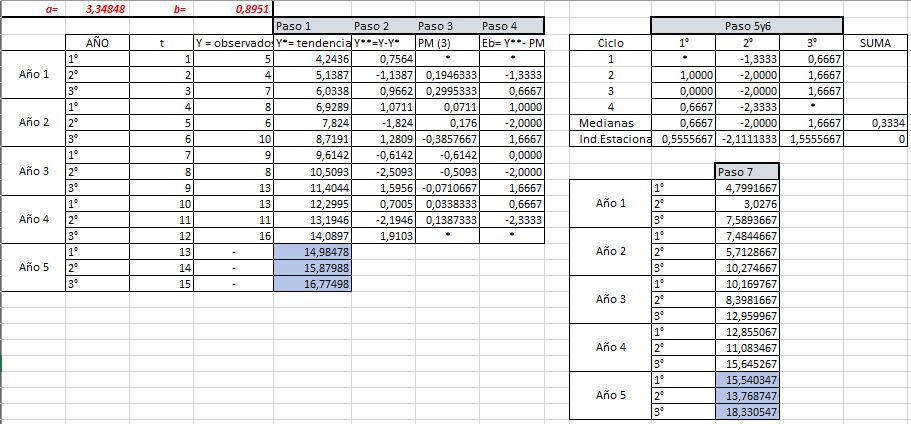 a= 3,34848 b= 0,8951
Paso 1 Paso 2 Paso 3 Paso 4
AÑO t Y = observados Y*= tendencia Y**=Y-Y* PM (3) Eb= Y**- PM
Año 1
1° 1 5 4,2436 0,7564 * *
2° 2 4 5,1387 -1,1387 0,1946333 -1,3333
3° 3 7 6,0338 0,9662 0,2995333 0,6667
Año 2
1° 4 8 6,9289 1,0711 0,0711 1,0000
2° 5 6 7,824 -1,824 0,176 -2,0000
3° 6 10 8,7191 1,2809 -0,3857667 1,6667
Año 3
1° 7 9 9,6142 -0,6142 -0,6142 0,0000
2° 8 8 10,5093 -2,5093 -0,5093 -2,0000
3° 9 13 11,4044 1,5956 -0,0710667 1,6667
Año 4
1° 10 13 12,2995 0,7005 0,0338333 0,6667
2° 11 11 13,1946 -2,1946 0,1387333 -2,3333
3° 12 16 14,0897 1,9103 * *
Año 5
1° 13 - 14,98478
2° 14 - 15,87988
3° 15 - 16,77498
Paso 5y6
Ciclo 1° 2° 3° SUMA
1 * -1,3333 0,6667
2 1,0000 -2,0000 1,6667
3 0,0000 -2,0000 1,6667
4 0,6667 -2,3333 *
Medianas 0,6667 -2,0000 1,6667 0,3334
Ind.Estaciona 0,5555667 -2,1111333 1,5555667 0
Paso 7
Año 1
1° 4,7991667
2° 3,0276
3° 7,5893667
Año 2
1° 7,4844667
2° 5,7128667
3° 10,274667
Año 3
1° 10,169767
2° 8,3981667
3° 12,959967
Año 4
1° 12,855067
2° 11,083467
3° 15,645267
Año 5
1° 15,540347
2° 13,768747
3° 18,330547